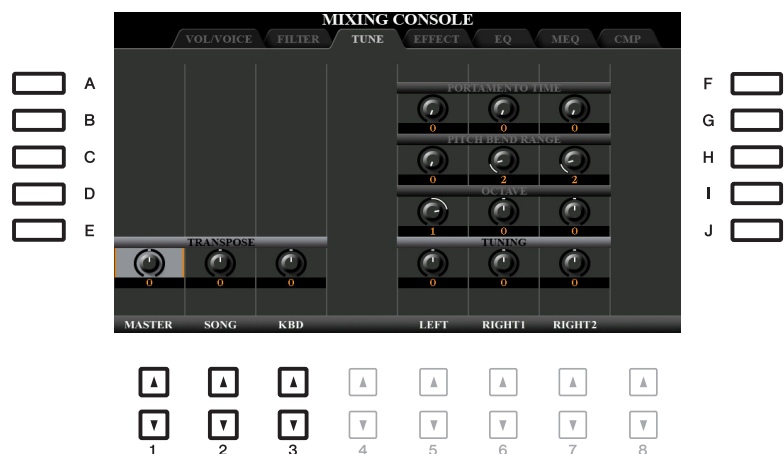 MIXING CONSOLE
VOL/VOICE FILTER TUNE EFFECT EQ MEQ CMP
A F
PORTAMENTO TIME
B G
0 0 0
PITCH BEND RANGE
C H
0 2 2
D I
OCTAVE
E J
1 0 0
TRANSPOSE TUNING
0 0 0 0 0 0
MASTER SONG KBD LEFT RIGHT1 RIGHT2
1 2 3 4 5 6 7 8